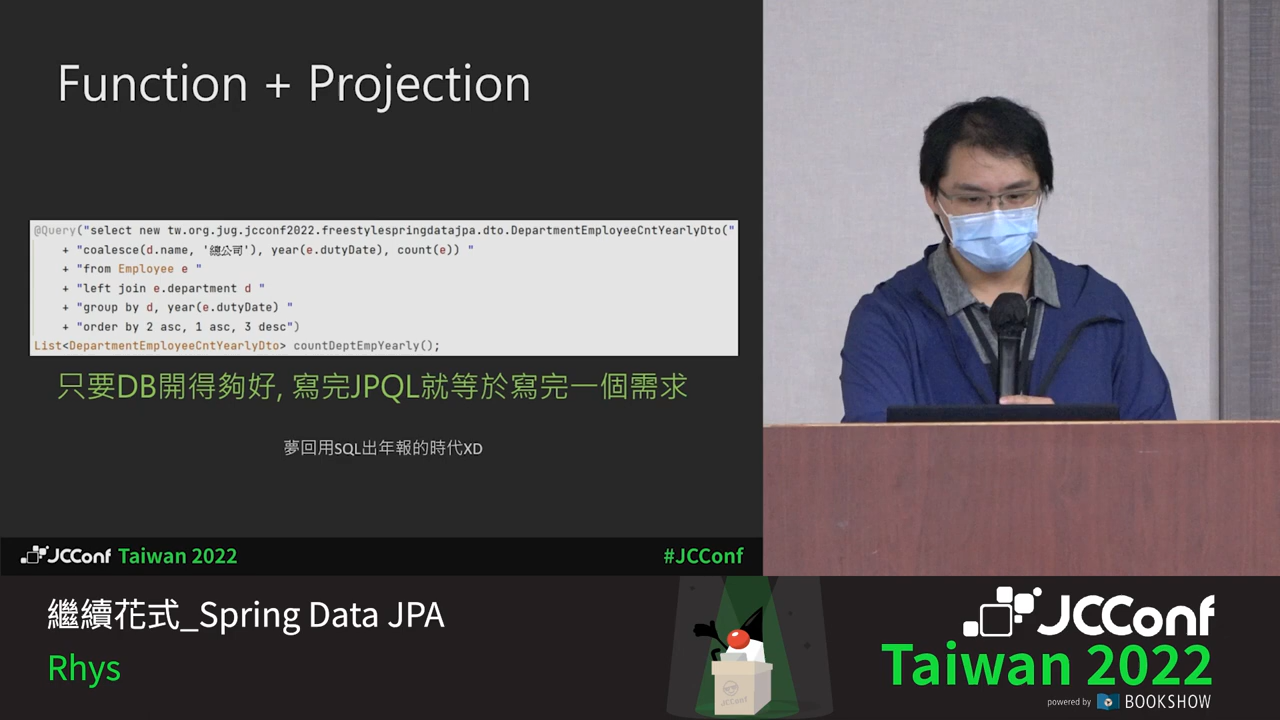 Function + Projection
@Query("select new tw.org.jug.jcconf2022.freestylespringdatajpa.dto.DepartmentEmployeeCntYearlyDto("
+ "coalesce(d.name, '總公司'), year(e.dutyDate), count(e)) "
+ "from Employee e "
+ "left join e.department d "
+ "group by d, year(e.dutyDate) "
+ "order by 2 asc, 1 asc, 3 desc")
List<DepartmentEmployeeCntYearlyDto> countDeptEmpYearly();
只要DB開得夠好, 寫完JPQL就等於寫完一個需求
夢回用SQL出年報的時代XD
JCConf Taiwan 2022
#JCConf
繼續花式_Spring Data JPA
Rhys
JCConf
JCConf
Taiwan 2022
powered by BOOKSHOW